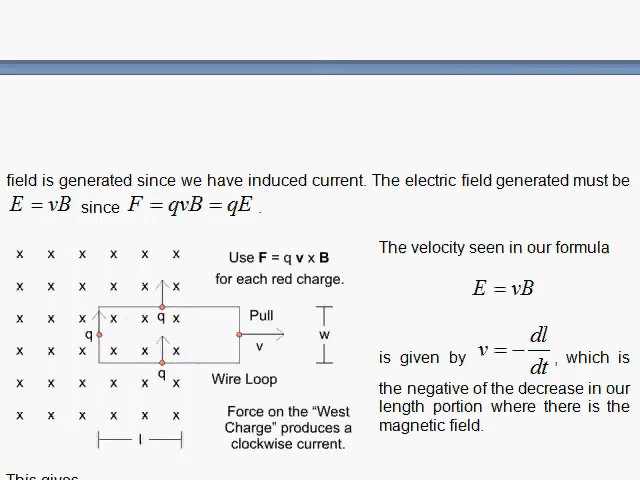 field is generated since we have induced current. The electric field generated must be
E = vB since F = qvB = qE .
x x x x x x
Use F = q v x B
x x x x x x
for each red charge.
x x x x q x
Pull
q
w
x x x x x
v
q
x x x x x x
Wire Loop
x x x x x x
Force on the “West
Charge” produces a
clockwise current.
l
The velocity seen in our formula
E = vB
is given by v = − dl/dt , which is
the negative of the decrease in our
length portion where there is the
magnetic field.
This gives